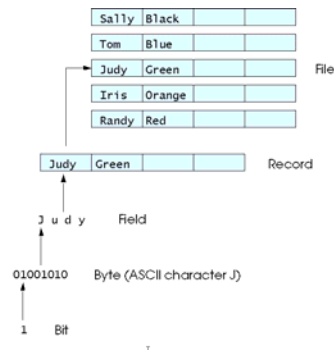 Sally Black
Tom Blue
Judy Green File
Iris Orange
Randy Red
Judy Green Record
J u d y Field
01001010 Byte (ASCII character J)
1 Bit